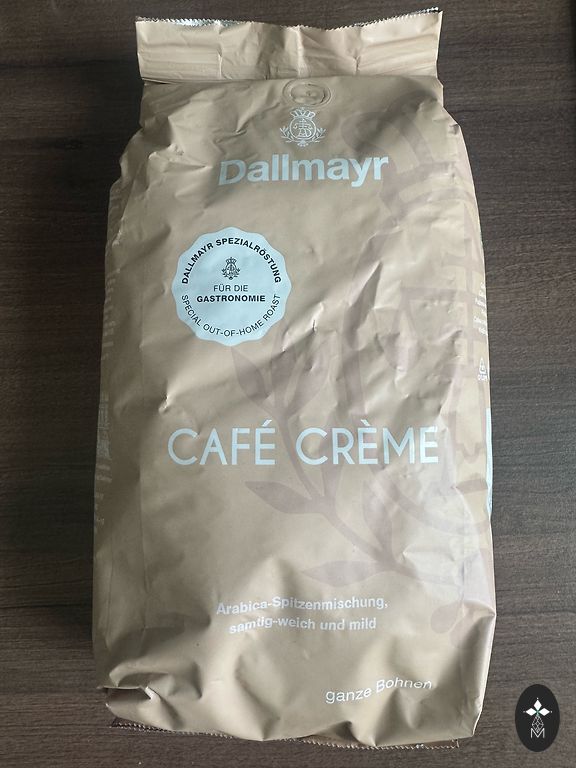 Dallmayr
DALLMAYR SPEZIALRÖSTUNG
FÜR DIE
GASTRONOMIE
SPECIAL OUT-OF-HOME ROAST
CAFÉ CRÈME
Arabica-Spitzenmischung,
samtig-weich und mild
ganze Bohnen